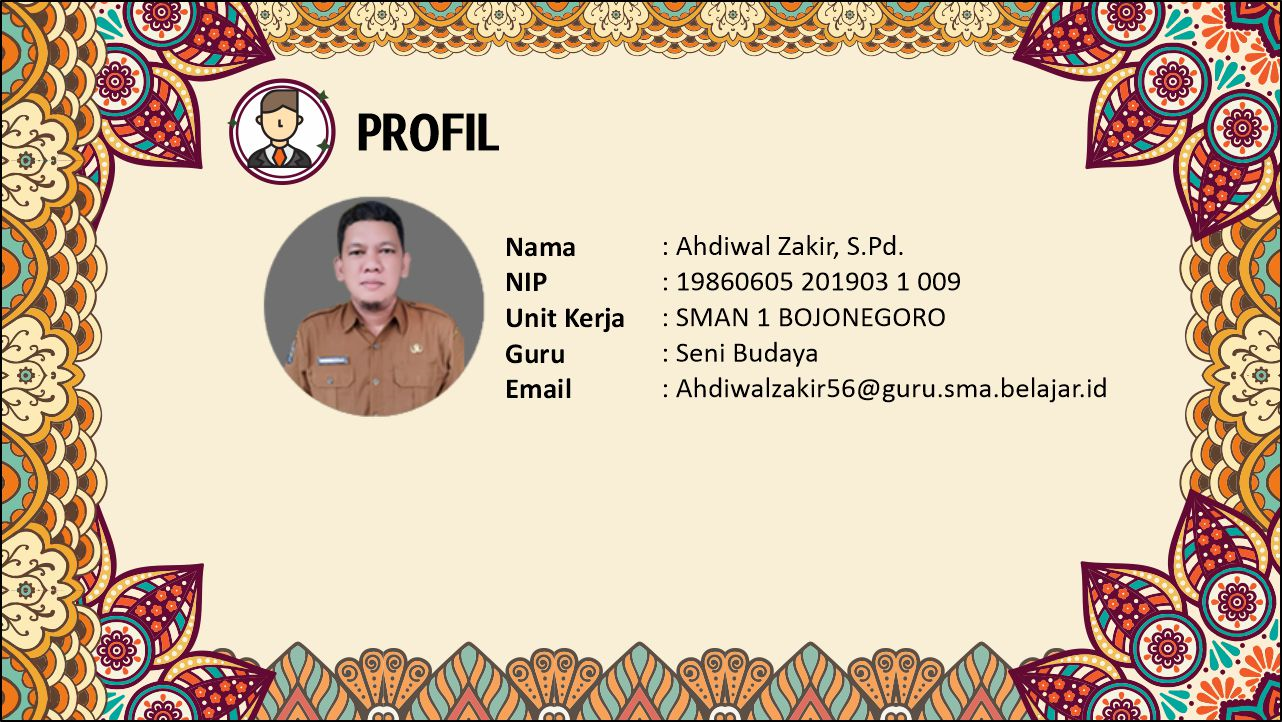 PROFIL
Nama : Ahdiwal Zakir, S.Pd.
NIP : 19860605 201903 1 009
Unit Kerja : SMAN 1 BOJONEGORO
Guru : Seni Budaya
Email : Ahdiwalzakir56@guru.sma.belajar.id